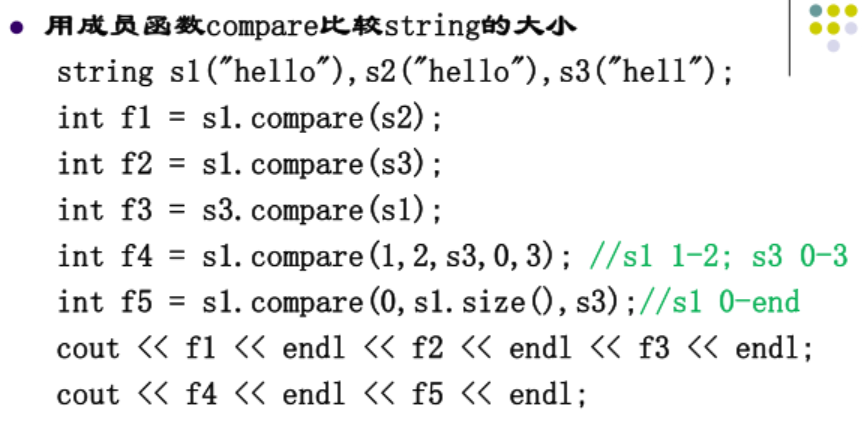 用成员函数compare比较string的大小
string s1("hello"),s2("hello"),s3("hell");
int f1 = s1.compare(s2);
int f2 = s1.compare(s3);
int f3 = s3.compare(s1);
int f4 = s1.compare(1,2,s3,0,3); //s1 1-2; s3 0-3
int f5 = s1.compare(0,s1.size(),s3);//s1 0-end
cout << f1 << endl << f2 << endl << f3 << endl;
cout << f4 << endl << f5 << endl;